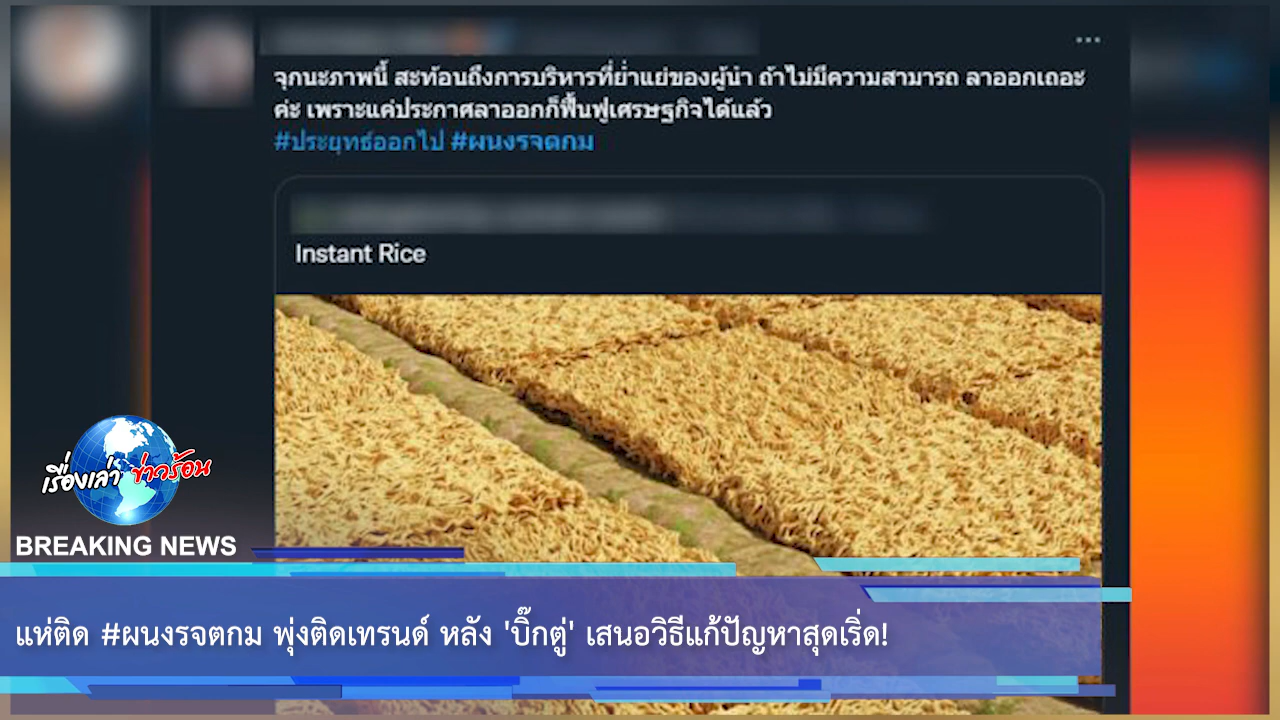 จุกนะภาพนี้ สะท้อนถึงการบริหารที่ย่ำแย่ของผู้นำ ถ้าไม่มีความสามารถ ลาออกเถอะ
ค่ะ เพราะแค่ประกาศลาออกก็ฟื้นฟูเศรษฐกิจได้แล้ว
#ประยุทธ์ออกไป #ผนงรจตกม
Instant Rice
เรื่องเล่า ข่าวร้อน
BREAKING NEWS
แห่ติด #ผนงรจตกม พุ่งติดเทรนด์ หลัง 'บิ๊กตู่' เสนอวิธีแก้ปัญหาสุดเริ่ด!